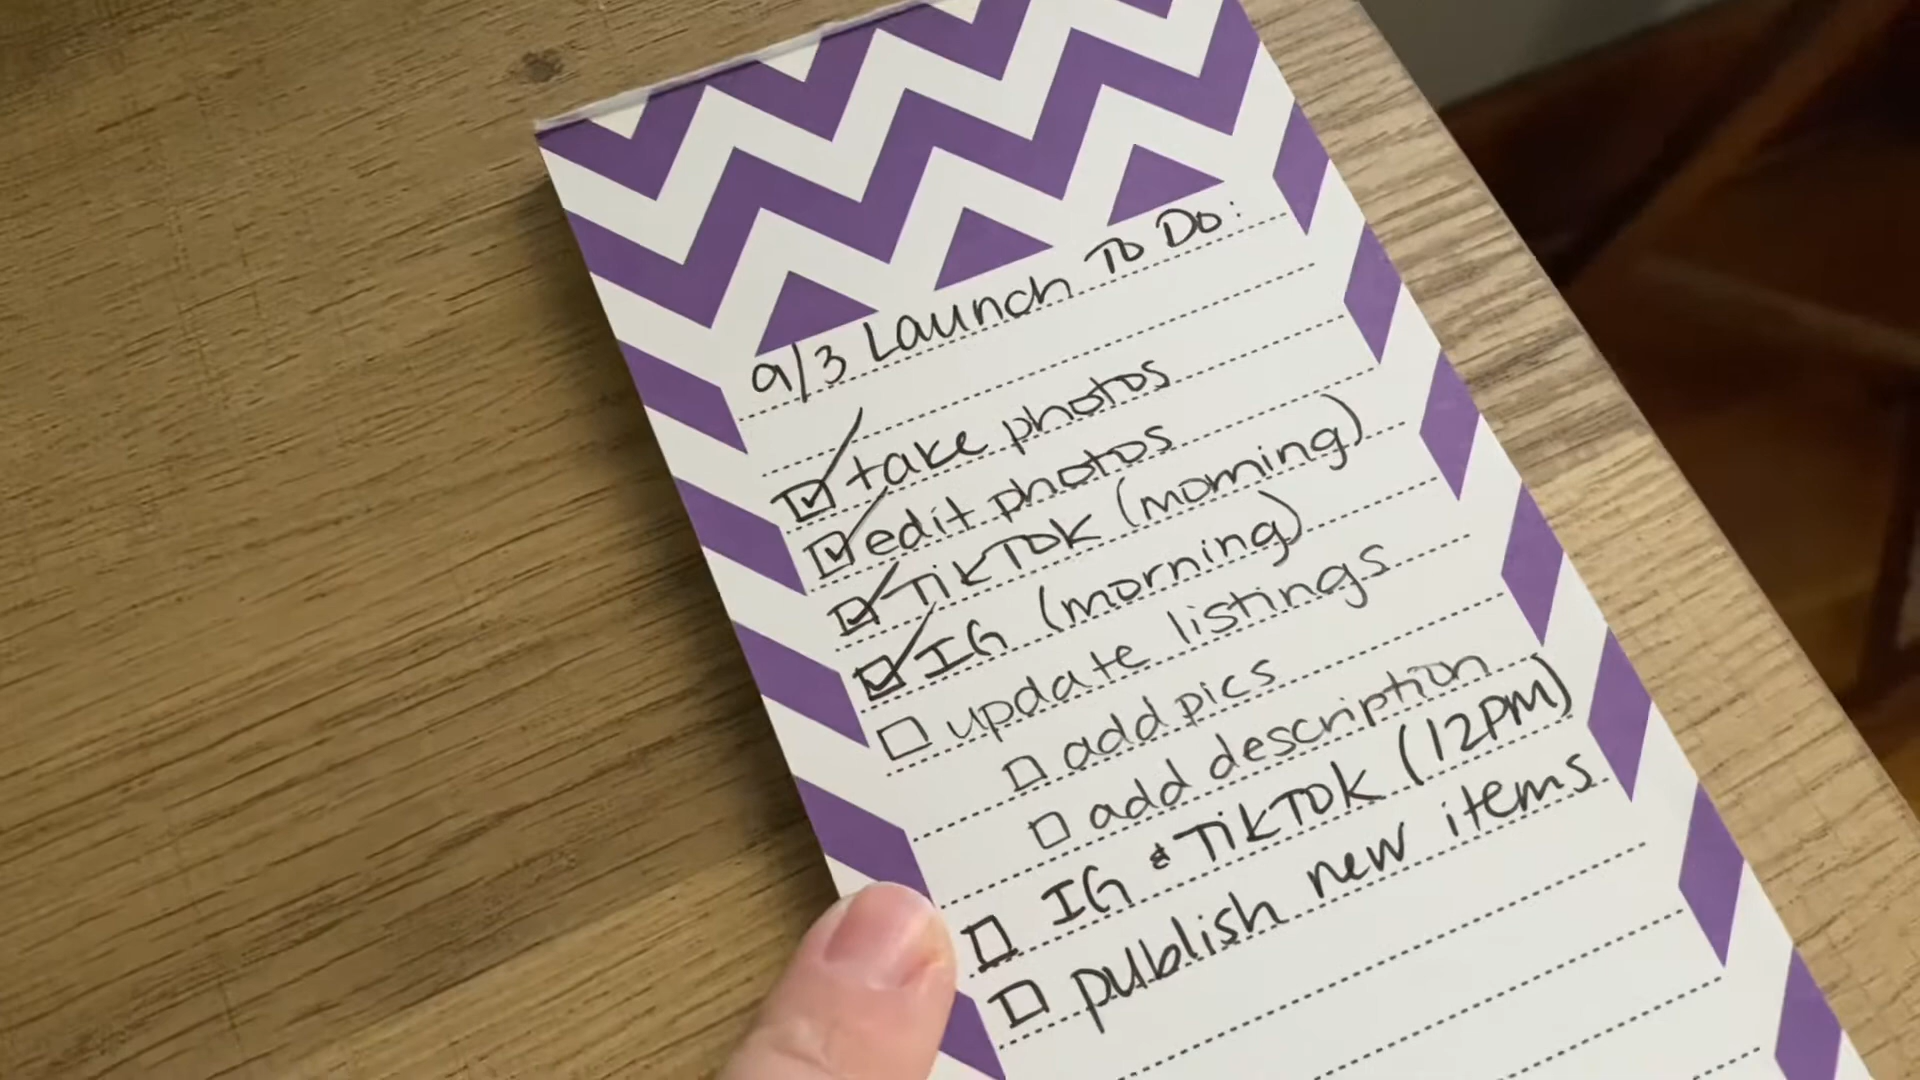 9/3 Launch To Do:
☑ take photos
☑ edit photos
☑ TikTok (morning)
☑ IG (morning)
☐ update listings
☐ add pics
☐ add description
☐ IG & TikTok (12PM)
☐ publish new items